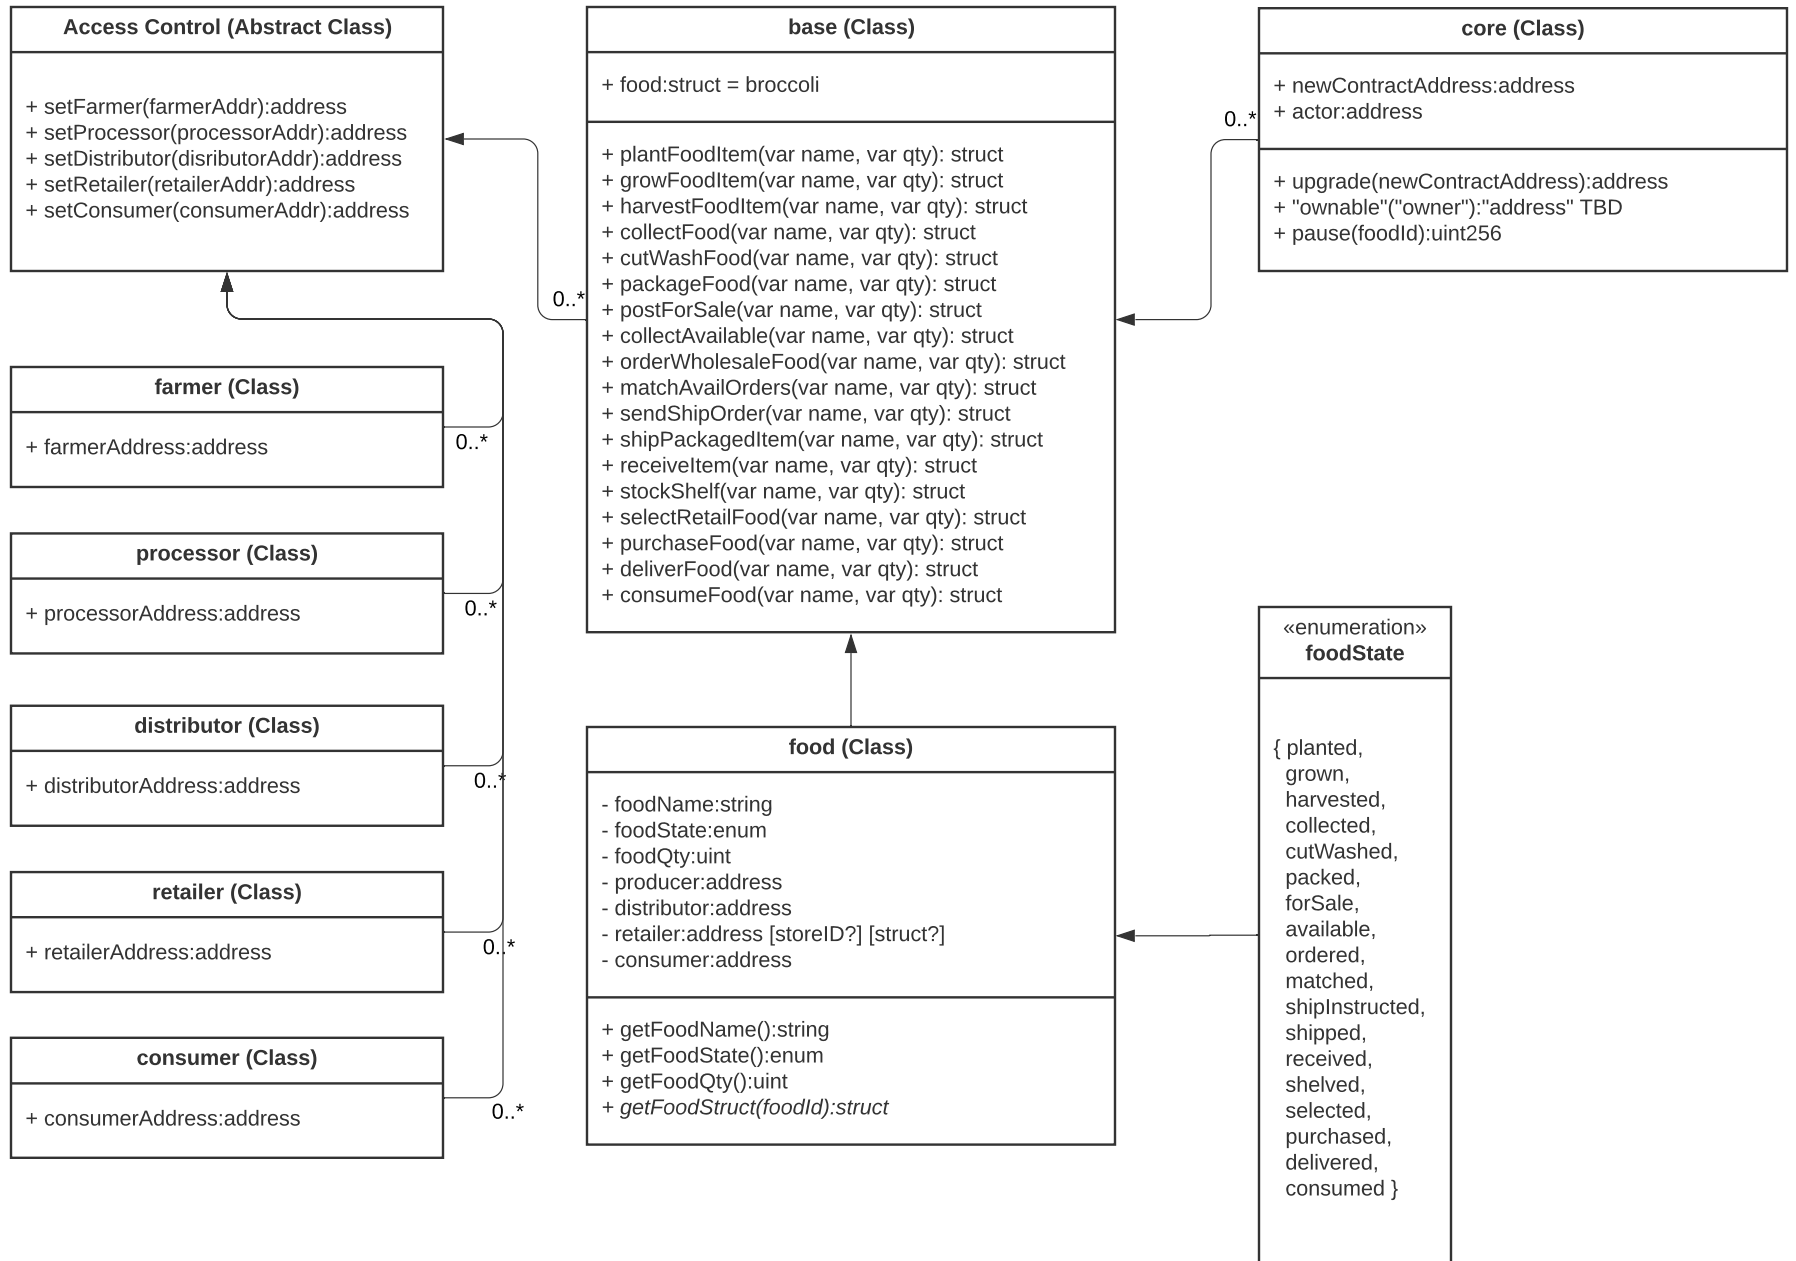 Access Control (Abstract Class)
+ setFarmer(farmerAddr):address
+ setProcessor(processorAddr):address
+ setDistributor(disributorAddr):address
+ setRetailer(retailerAddr):address
+ setConsumer(consumerAddr):address
base (Class)
+ food:struct = broccoli
+ plantFoodItem(var name, var qty): struct
+ growFoodItem(var name, var qty): struct
+ harvestFoodItem(var name, var qty): struct
+ collectFood(var name, var qty): struct
+ cutWashFood(var name, var qty): struct
+ packageFood(var name, var qty): struct
+ postForSale(var name, var qty): struct
+ collectAvailable(var name, var qty): struct
+ orderWholesaleFood(var name, var qty): struct
+ matchAvailOrders(var name, var qty): struct
+ sendShipOrder(var name, var qty): struct
+ shipPackagedItem(var name, var qty): struct
+ receiveItem(var name, var qty): struct
+ stockShelf(var name, var qty): struct
+ selectRetailFood(var name, var qty): struct
+ purchaseFood(var name, var qty): struct
+ deliverFood(var name, var qty): struct
+ consumeFood(var name, var qty): struct
0..*
core (Class)
+ newContractAddress:address
+ actor:address
+ upgrade(newContractAddress):address
+ "ownable"("owner"):"address" TBD
+ pause(foodId):uint256
0..*
farmer (Class)
+ farmerAddress:address
0..*
processor (Class)
+ processorAddress:address
0..*
distributor (Class)
+ distributorAddress:address
0..*
retailer (Class)
+ retailerAddress:address
0..*
consumer (Class)
+ consumerAddress:address
0..*
food (Class)
- foodName:string
- foodState:enum
- foodQty:uint
- producer:address
- distributor:address
- retailer:address [storeID?] [struct?]
- consumer:address
+ getFoodName():string
+ getFoodState():enum
+ getFoodQty():uint
+ getFoodStruct(foodId):struct
«enumeration»
foodState
{ planted,
grown,
harvested,
collected,
cutWashed,
packed,
forSale,
available,
ordered,
matched,
shipInstructed,
shipped,
received,
shelved,
selected,
purchased,
delivered,
consumed }